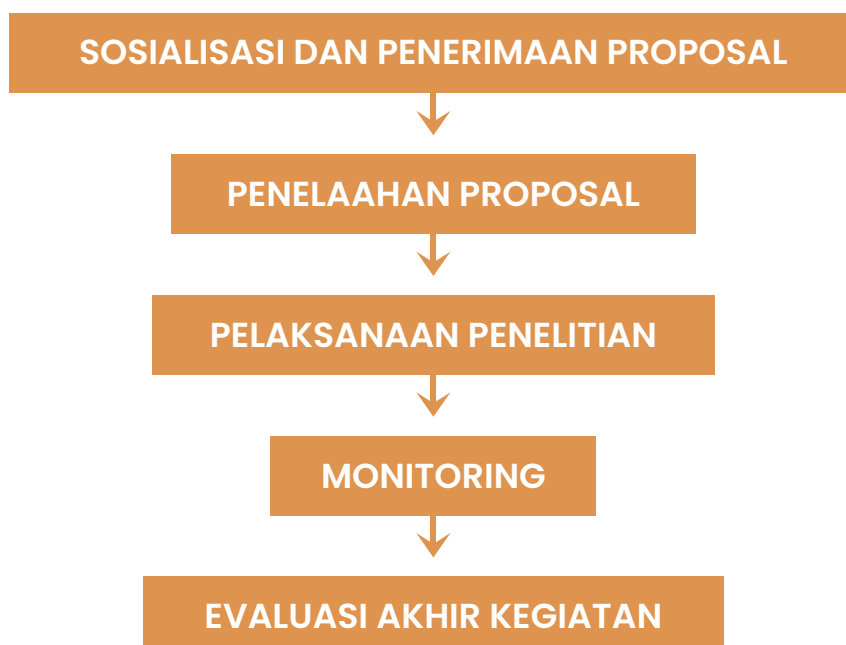 SOSIALISASI DAN PENERIMAAN PROPOSAL
PENELAAHAN PROPOSAL
PELAKSANAAN PENELITIAN
MONITORING
EVALUASI AKHIR KEGIATAN